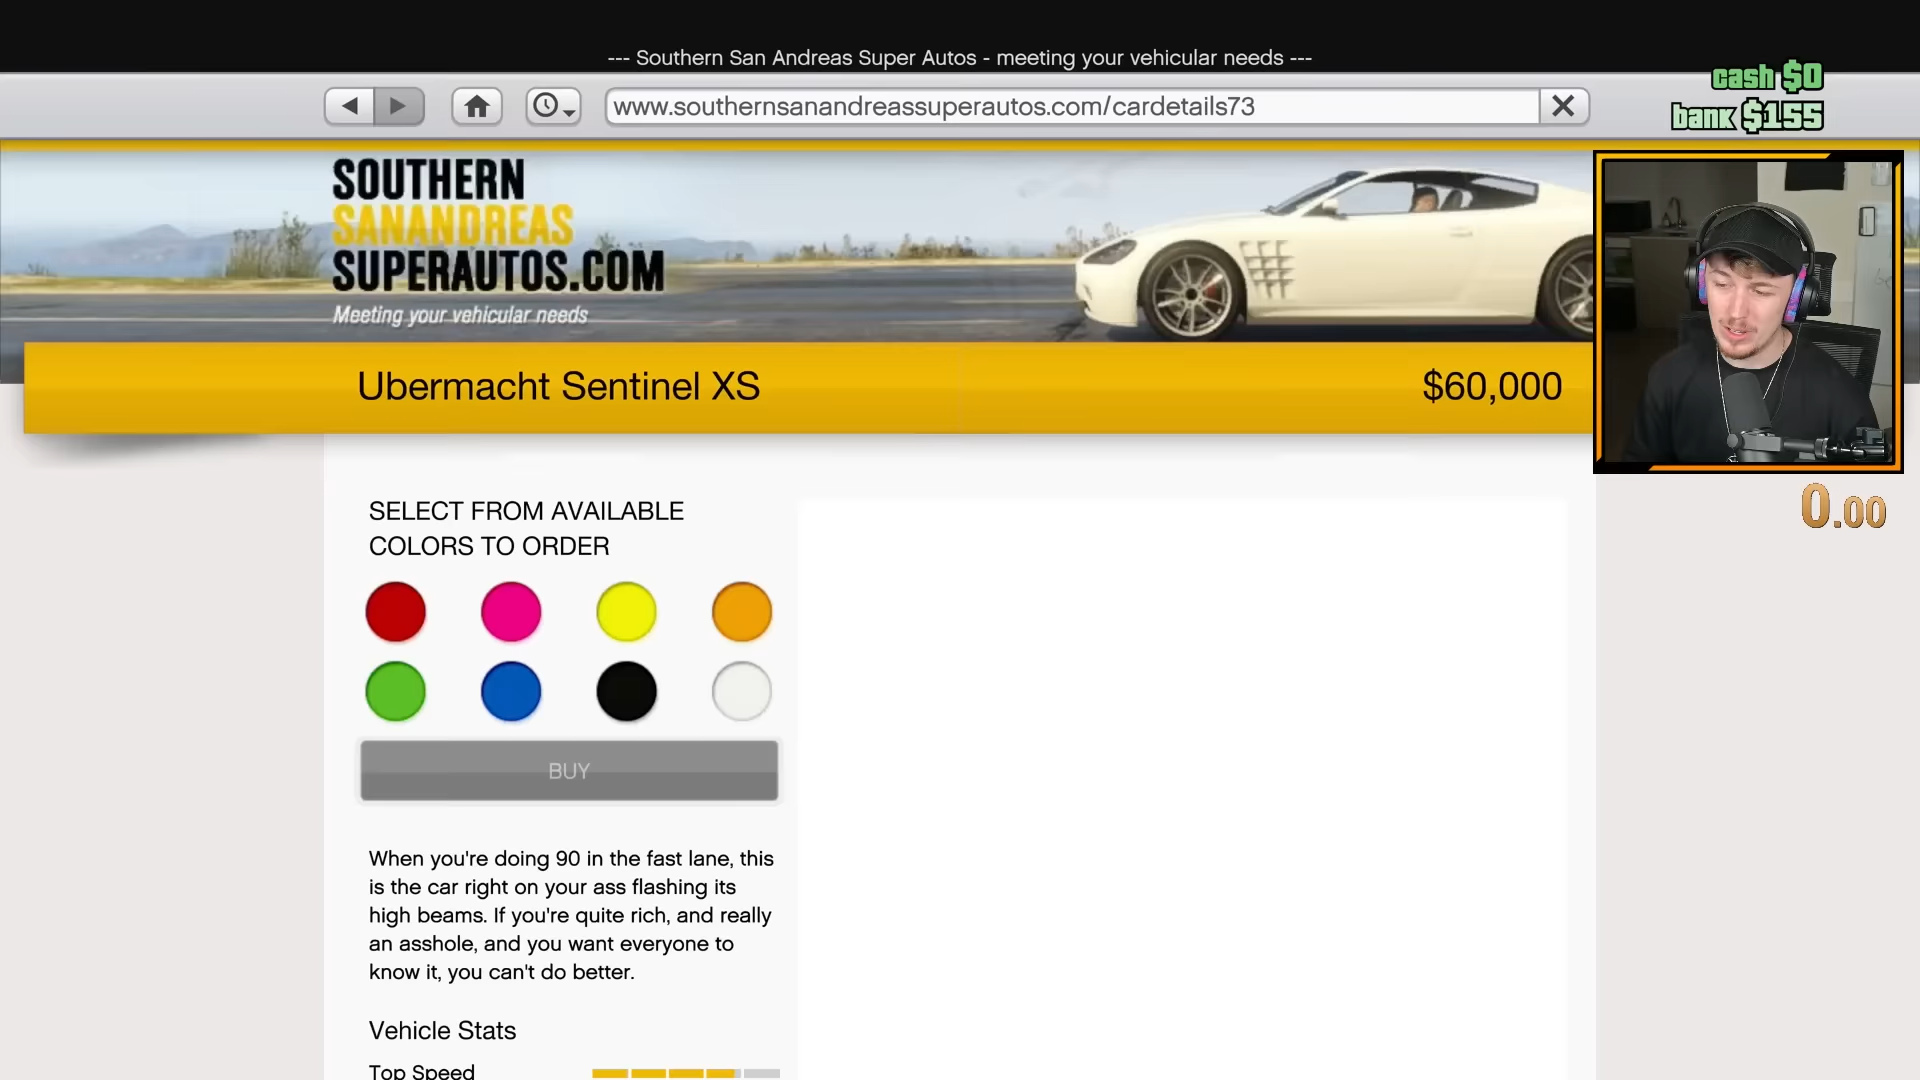 --- Southern San Andreas Super Autos - meeting your vehicular needs ---
cash $0
www.southernsanandreassuperautos.com/cardetails73
bank $155
SOUTHERN
SANANDREAS
SUPERAUTOS.COM
Meeting your vehicular needs
Ubermacht Sentinel XS
$60,000
0.00
SELECT FROM AVAILABLE
COLORS TO ORDER
BUY
When you're doing 90 in the fast lane, this
is the car right on your ass flashing its
high beams. If you're quite rich, and really
an asshole, and you want everyone to
know it, you can't do better.
Vehicle Stats
Top Speed